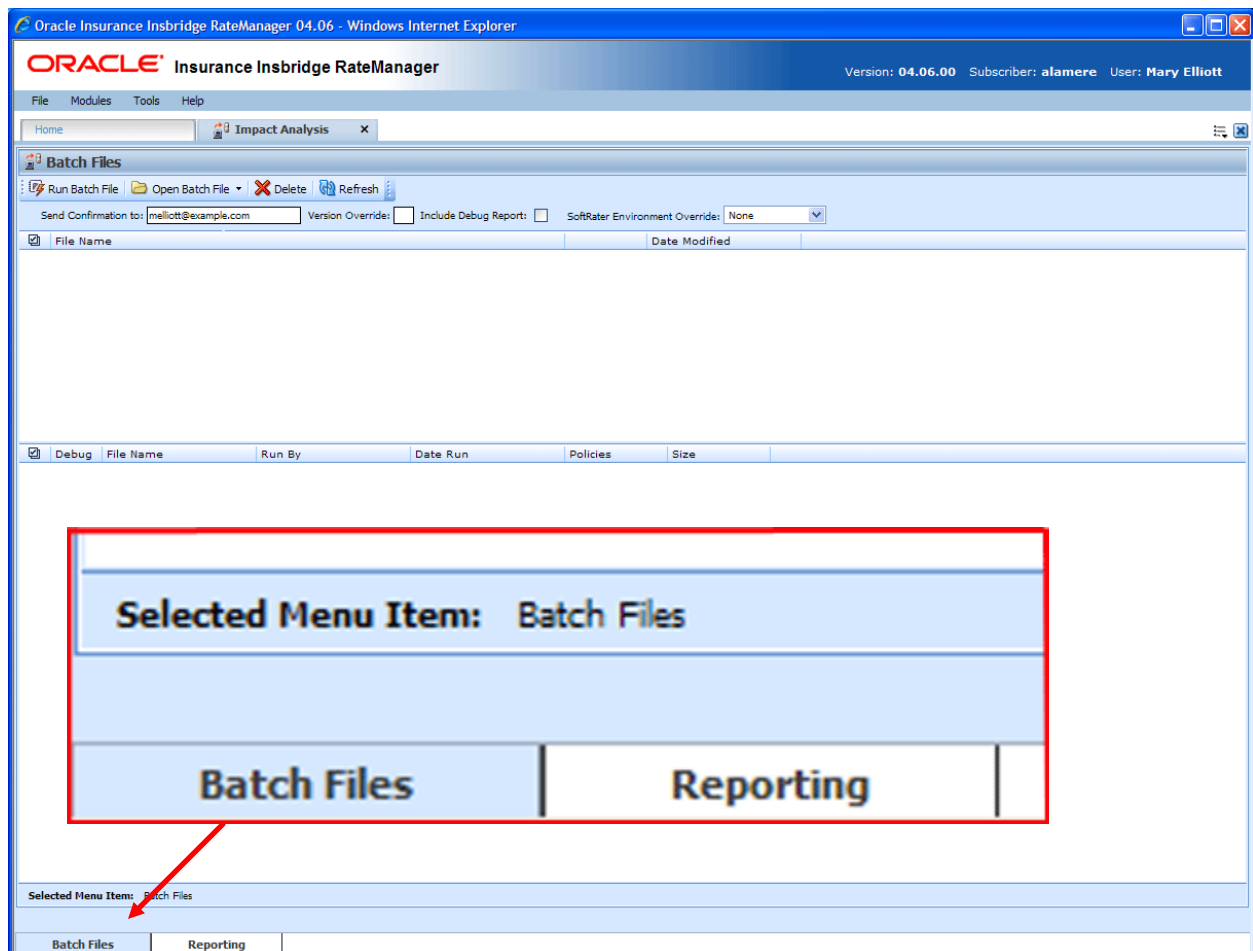 Oracle Insurance Insbridge RateManager 04.06 - Windows Internet Explorer
ORACLE Insurance Insbridge RateManager
Version: 04.06.00 Subscriber: alamere User: Mary Elliott
File Modules Tools Help
Home Impact Analysis X
Batch Files
Run Batch File Open Batch File Delete Refresh
Send Confirmation to: melliott@example.com Version Override: Include Debug Report: SoftRater Environment Override: None
File Name Date Modified
Debug File Name Run By Date Run Policies Size
Selected Menu Item: Batch Files
Batch Files Reporting
Selected Menu Item: Batch Files
Batch Files Reporting